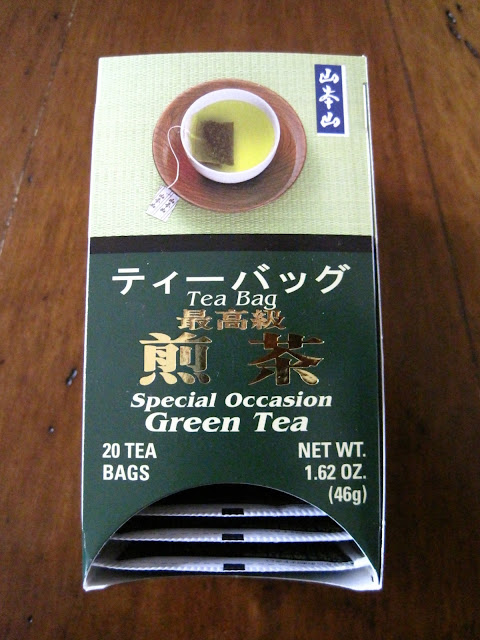 山本山
ティーバッグ
Tea Bag
最高級
煎茶
Special Occasion
Green Tea
20 TEA
BAGS
NET WT.
1.62 OZ.
(46g)